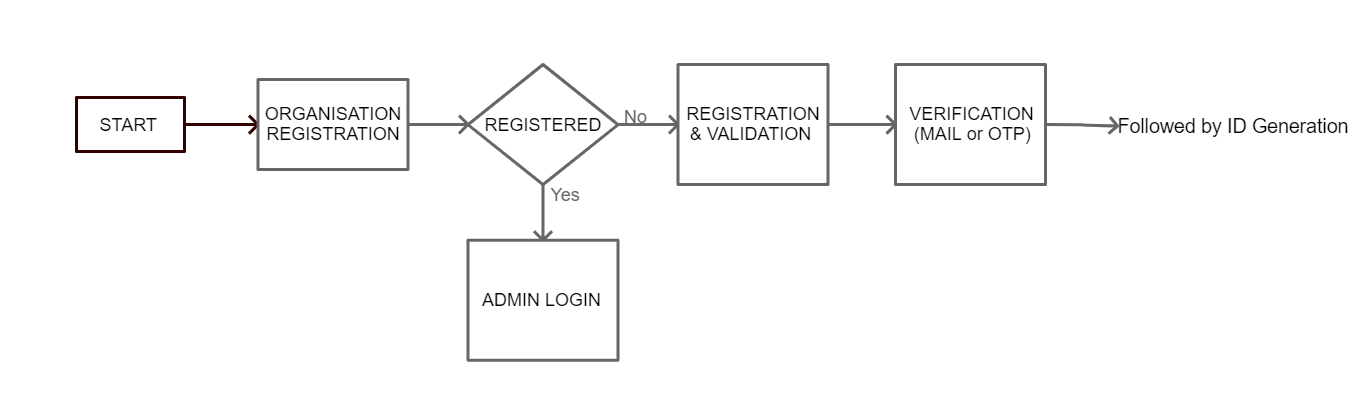 START
ORGANISATION
REGISTRATION
REGISTERED
No
REGISTRATION
& VALIDATION
VERIFICATION
(MAIL or OTP)
Followed by ID Generation
Yes
ADMIN LOGIN